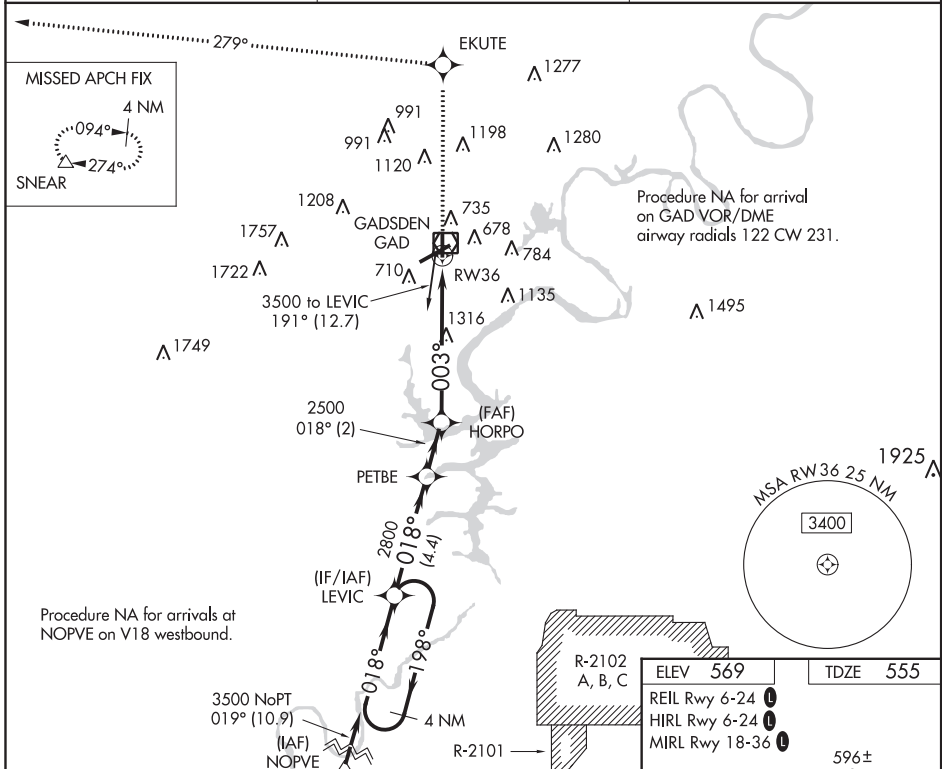 279°
EKUTE
1277
MISSED APCH FIX
4 NM
094°
274°
SNEAR
991
991
1198
1280
1120
Procedure NA for arrival
on GAD VOR/DME
airway radials 122 CW 231.
1208
GADSDEN
GAD
735
678
784
1757
1722
710
RW36
3500 to LEVIC
191° (12.7)
1135
1495
1316
1749
003°
2500
018° (2)
(FAF)
HORPO
PETBE
1925
MSA RW36 25 NM
3400
2800
018°
(4.4)
(IF/IAF)
LEVIC
Procedure NA for arrivals at
NOPVE on V18 westbound.
018°
198°
R-2102
A, B, C
ELEV 569
TDZE 555
REIL Rwy 6-24 L
HIRL Rwy 6-24 L
MIRL Rwy 18-36 L
3500 NoPT
019° (10.9)
4 NM
(IAF)
NOPVE
R-2101
596±